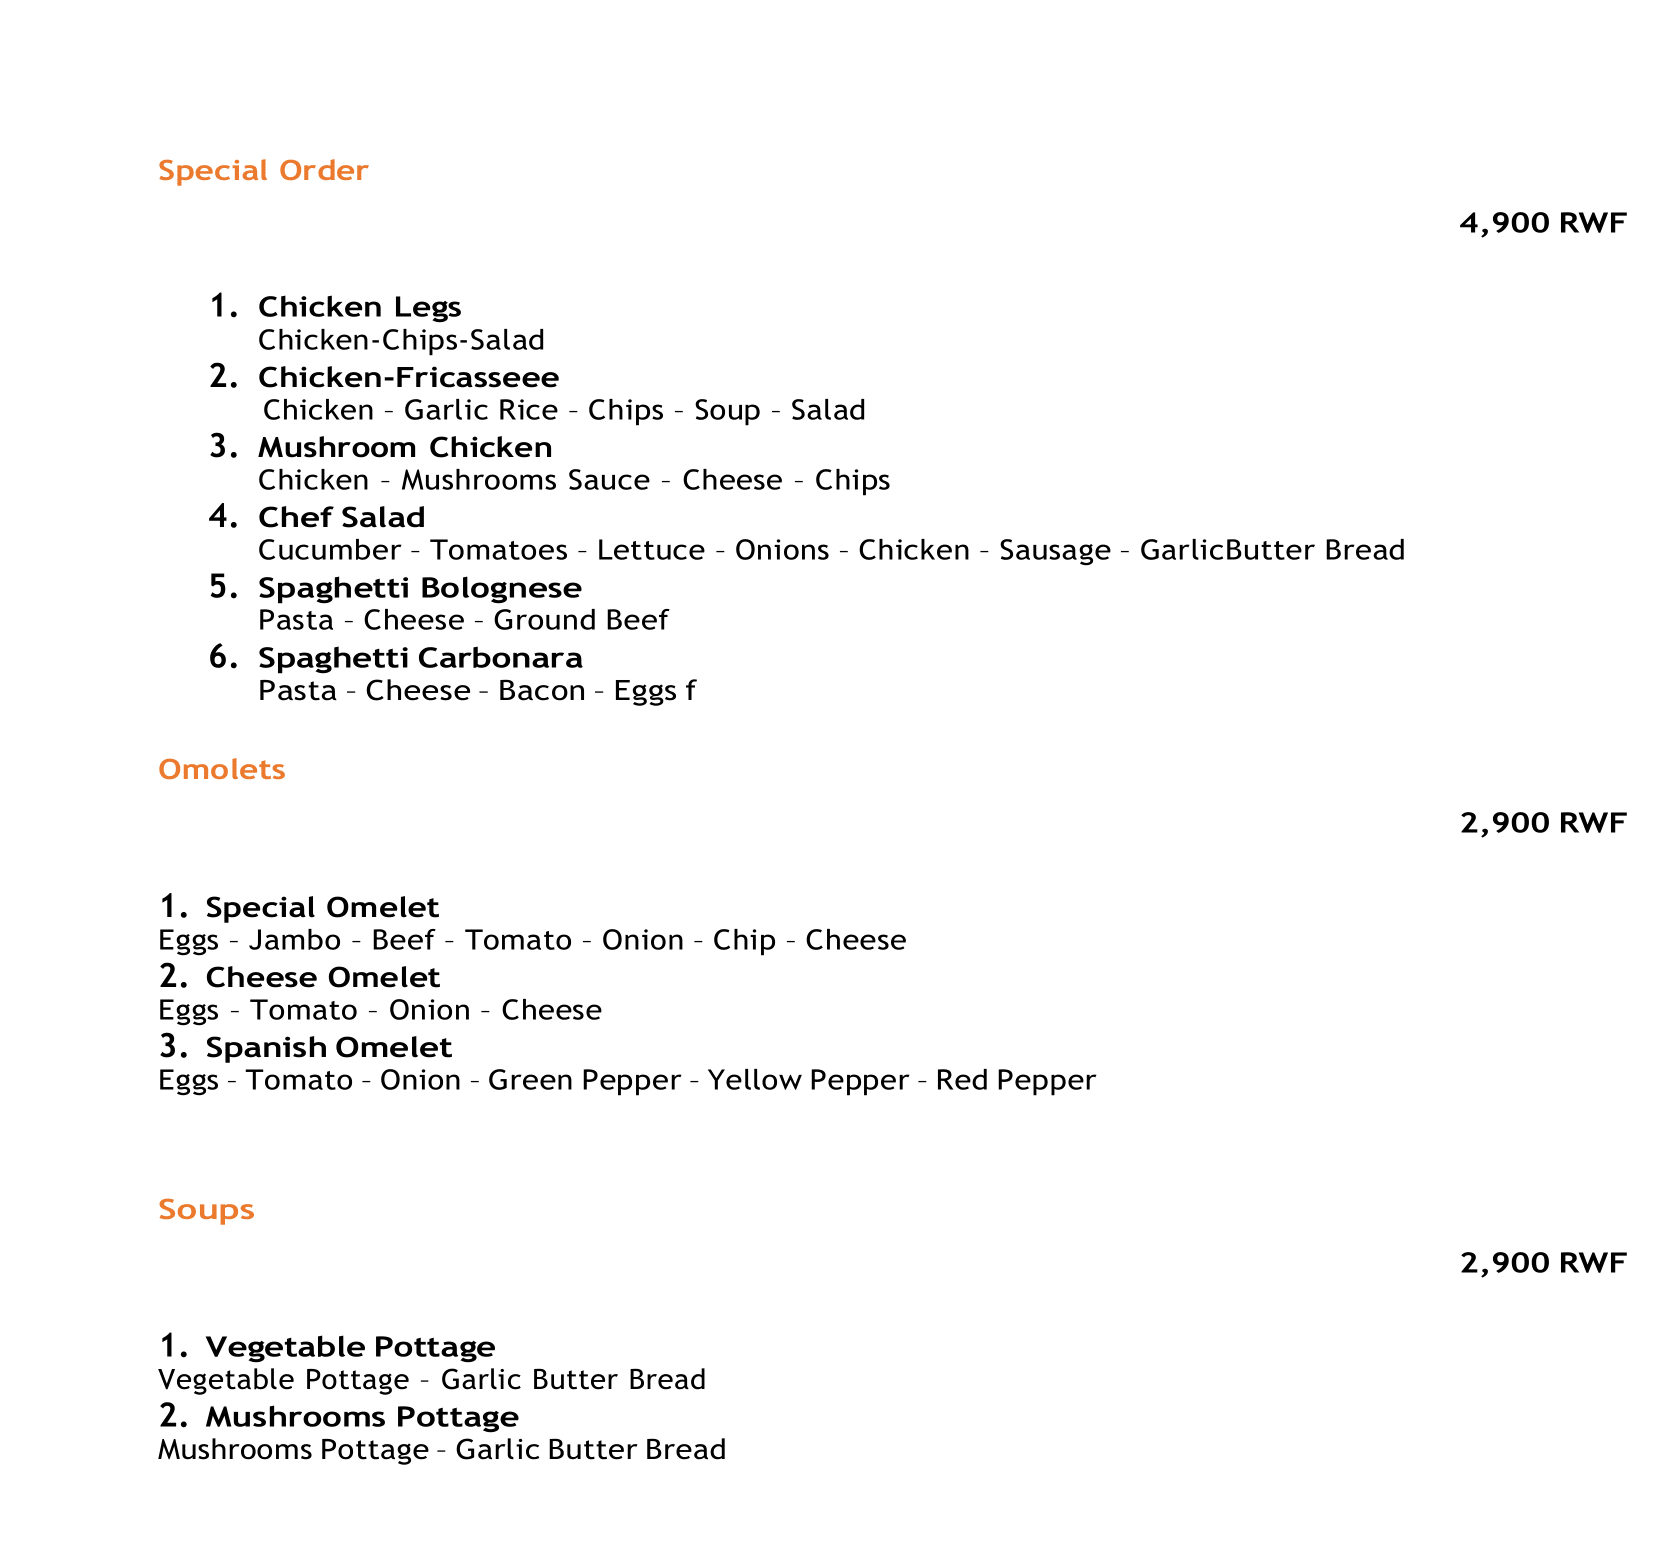 Special Order
4,900 RWF
1. Chicken Legs
Chicken-Chips-Salad
2. Chicken-Fricasseee
Chicken – Garlic Rice – Chips – Soup – Salad
3. Mushroom Chicken
Chicken – Mushrooms Sauce – Cheese – Chips
4. Chef Salad
Cucumber – Tomatoes – Lettuce – Onions – Chicken – Sausage – GarlicButter Bread
5. Spaghetti Bolognese
Pasta – Cheese – Ground Beef
6. Spaghetti Carbonara
Pasta – Cheese – Bacon – Eggs f
Omolets
2,900 RWF
1. Special Omelet
Eggs – Jambo – Beef – Tomato – Onion – Chip – Cheese
2. Cheese Omelet
Eggs – Tomato – Onion – Cheese
3. Spanish Omelet
Eggs – Tomato – Onion – Green Pepper – Yellow Pepper – Red Pepper
Soups
2,900 RWF
1. Vegetable Pottage
Vegetable Pottage – Garlic Butter Bread
2. Mushrooms Pottage
Mushrooms Pottage – Garlic Butter Bread